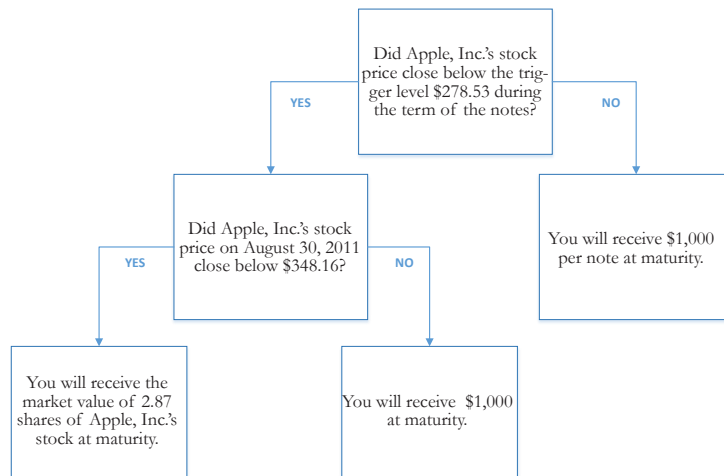 Did Apple, Inc.'s stock
price close below the trig-
ger level $278.53 during
the term of the notes?
YES
NO
Did Apple, Inc.'s stock
price on August 30, 2011
close below $348.16?
You will receive $1,000
per note at maturity.
YES
NO
You will receive the
market value of 2.87
shares of Apple, Inc.'s
stock at maturity.
You will receive $1,000
at maturity.